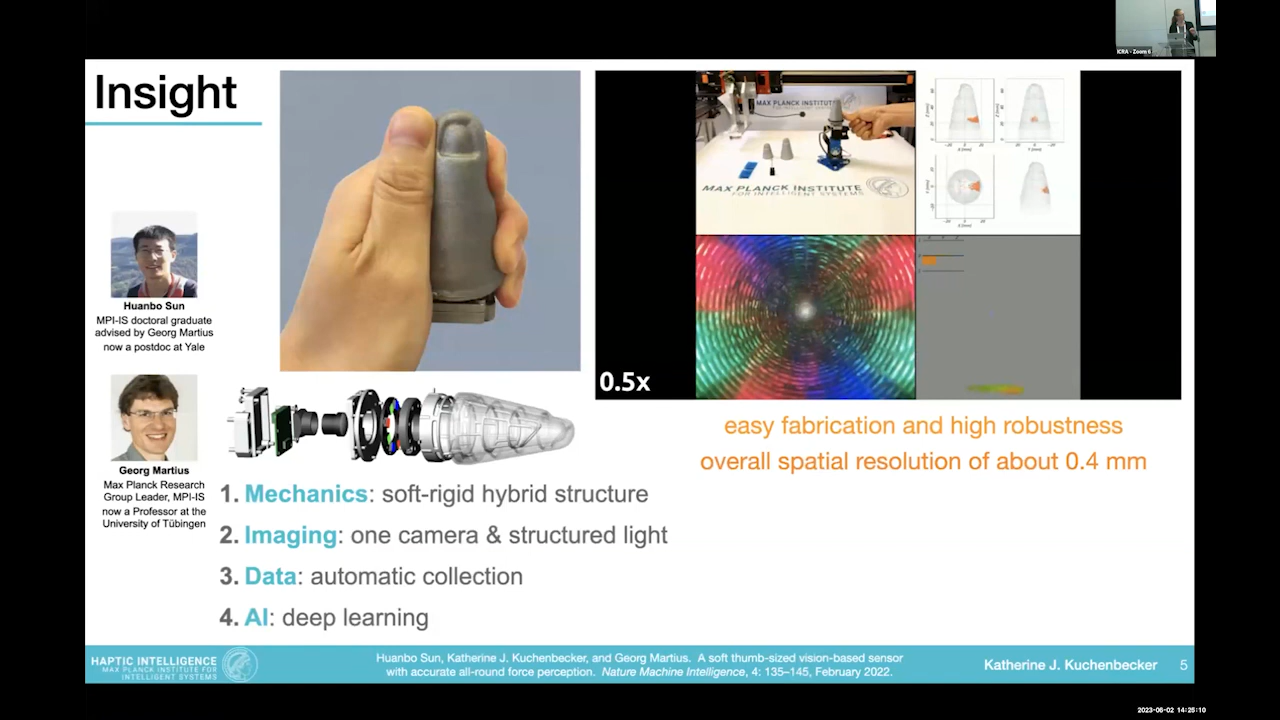 ICRA - Zoom 6
Insight
Huanbo Sun
MPI-IS doctoral graduate
advised by Georg Martius
now a postdoc at Yale
Georg Martius
Max Planck Research
Group Leader, MPI-IS
now a Professor at the
University of Tübingen
MAX PLANCK INSTITUTE
MAX PLANCK INSTITUTE
FOR INTELLIGENT SYSTEMS
0.5x
easy fabrication and high robustness
overall spatial resolution of about 0.4 mm
1. Mechanics: soft-rigid hybrid structure
2. Imaging: one camera & structured light
3. Data: automatic collection
4. AI: deep learning
HAPTIC INTELLIGENCE
MAX PLANCK INSTITUTE FOR
INTELLIGENT SYSTEMS
Huanbo Sun, Katherine J. Kuchenbecker, and Georg Martius. A soft thumb-sized vision-based sensor
with accurate all-round force perception. Nature Machine Intelligence, 4: 135–145, February 2022.
Katherine J. Kuchenbecker 5
2023-06-02 14:25:10